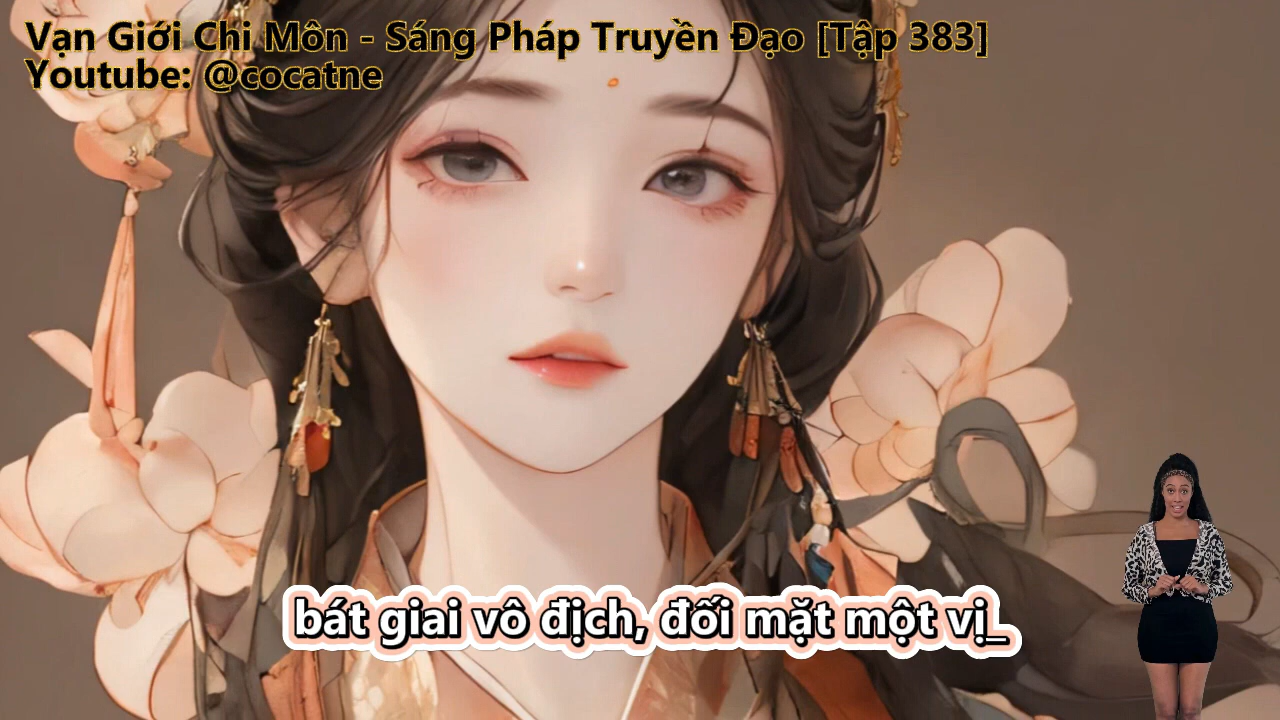 Vạn Giới Chi Môn - Sáng Pháp Truyền Đạo [Tập 383]
Youtube: @cocatne
bát giai vô địch, đối mặt một vị_